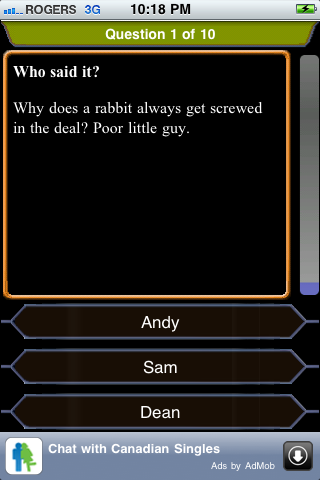 ROGERS 3G 10:18 PM
Question 1 of 10
Who said it?
Why does a rabbit always get screwed
in the deal? Poor little guy.
Andy
Sam
Dean
Chat with Canadian Singles
Ads by AdMob